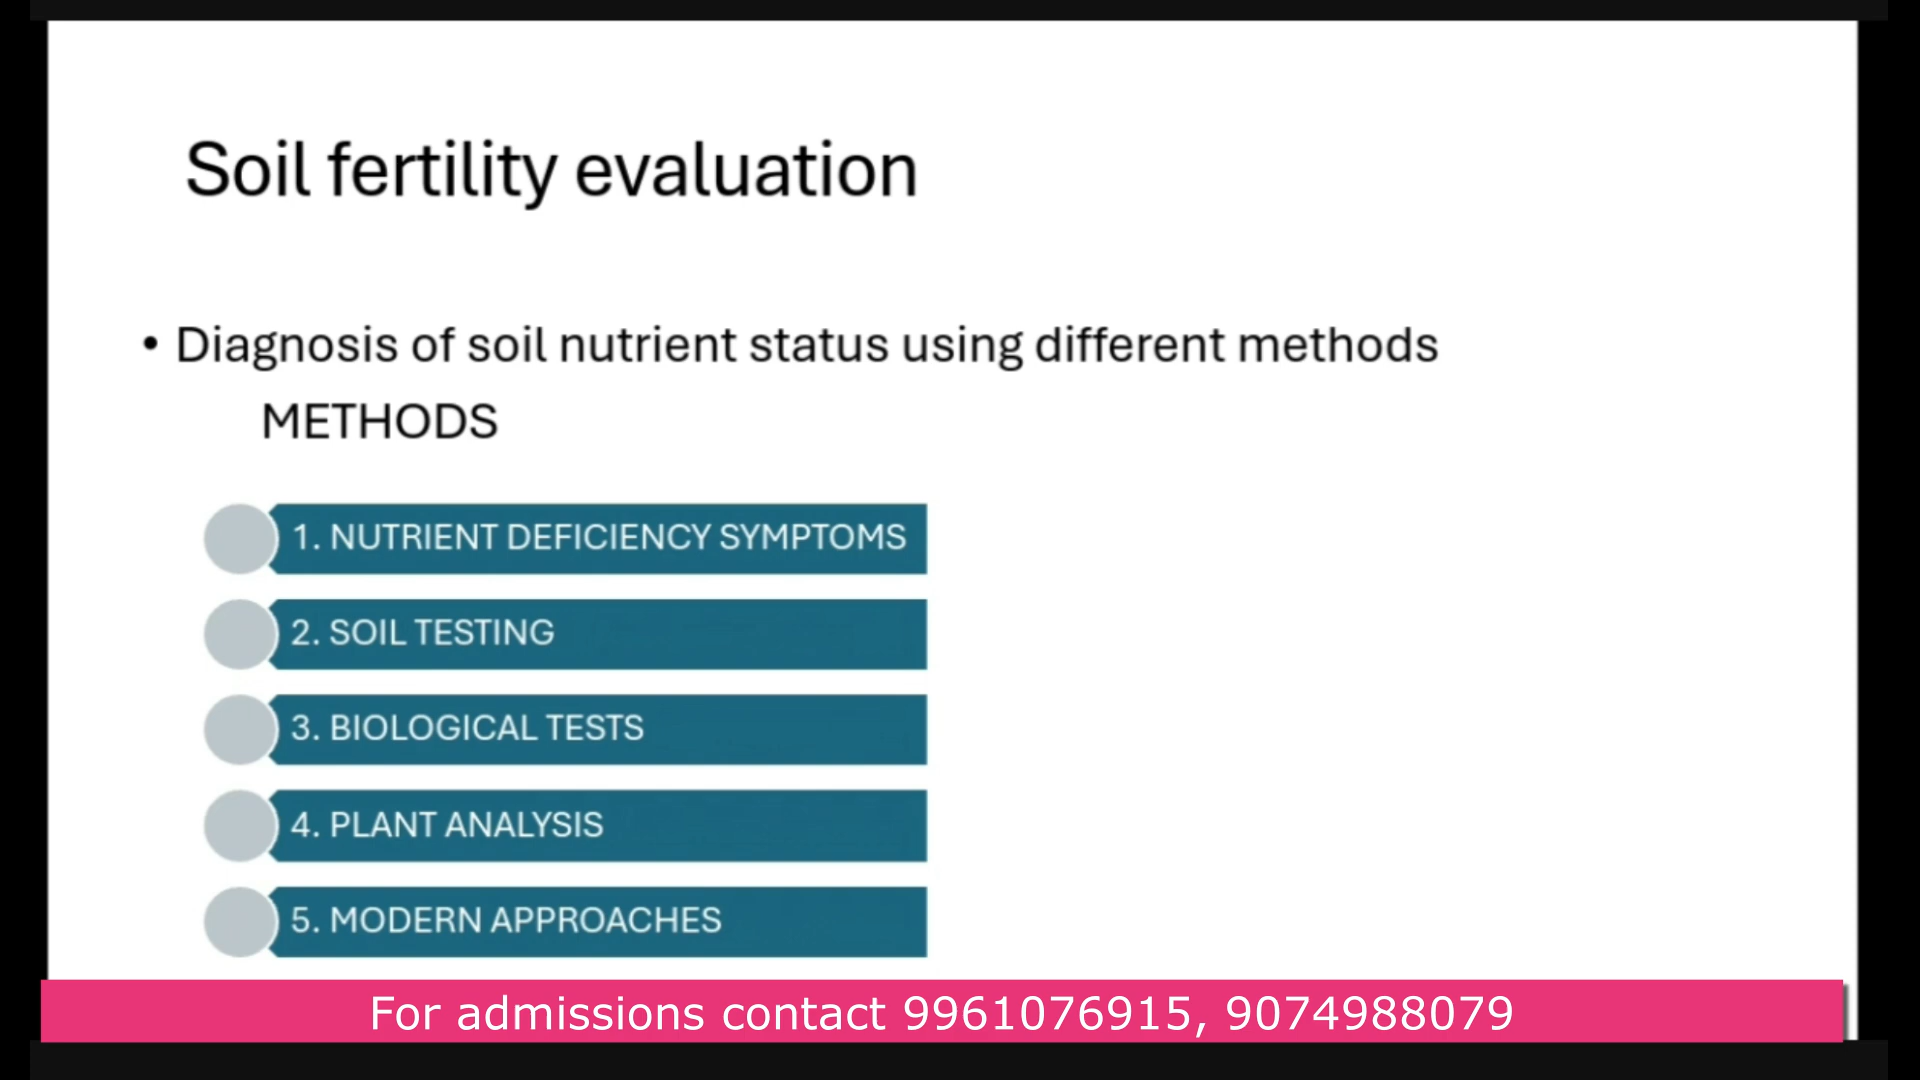 Soil fertility evaluation
• Diagnosis of soil nutrient status using different methods
METHODS
1. NUTRIENT DEFICIENCY SYMPTOMS
2. SOIL TESTING
3. BIOLOGICAL TESTS
4. PLANT ANALYSIS
5. MODERN APPROACHES
For admissions contact 9961076915, 9074988079